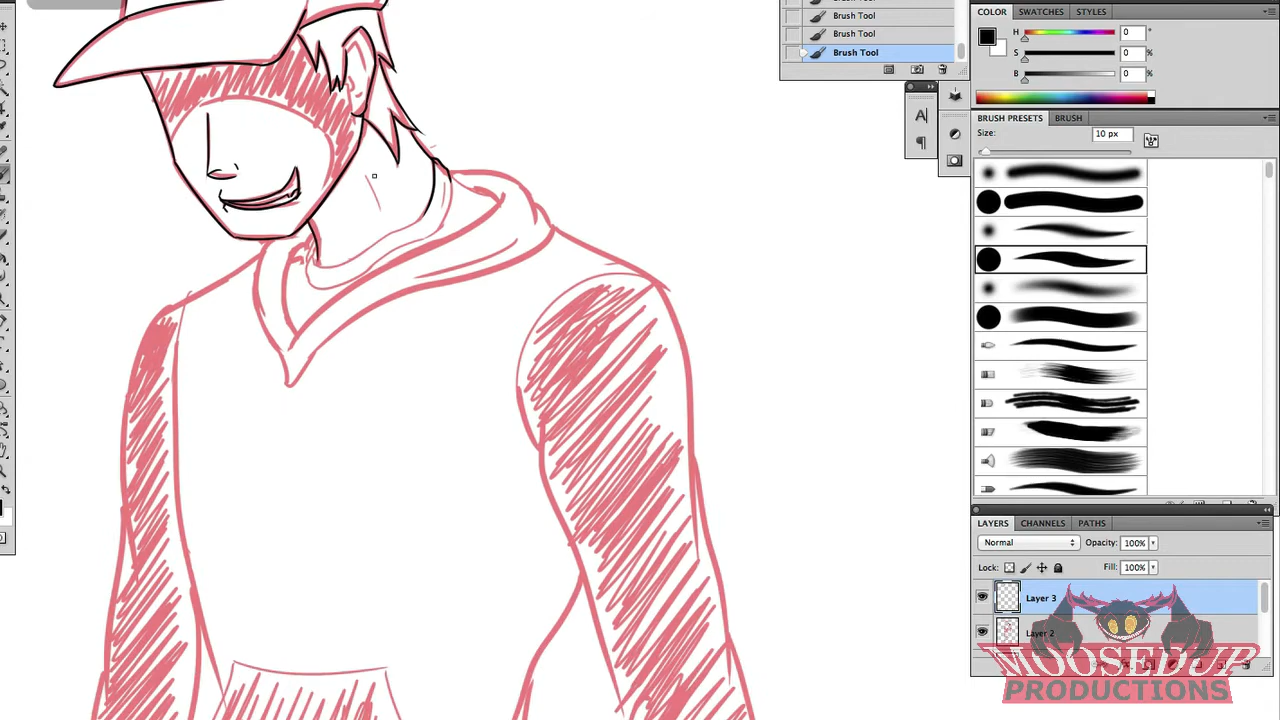 Brush Tool
Brush Tool
Brush Tool
COLOR SWATCHES STYLES
H 0 °
S 0 %
B 0 %
BRUSH PRESETS BRUSH
Size: 10 px
LAYERS CHANNELS PATHS
Normal Opacity: 100%
Lock: Fill: 100%
Layer 3
Layer 2
MOOSEDUP
PRODUCTIONS